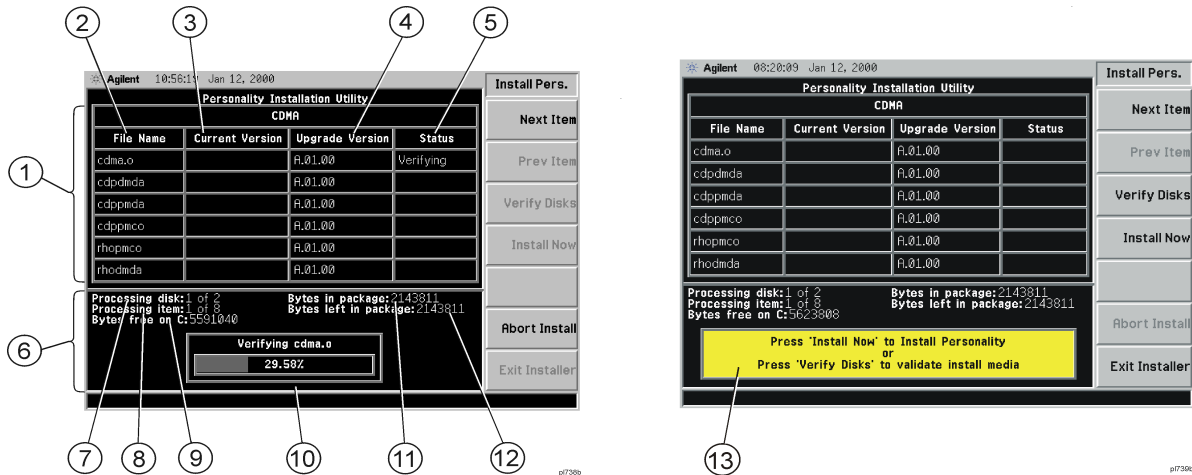 2 3 4 5
Agilent 10:56:19 Jan 12, 2000
Install Pers.
Personality Installation Utility
CDMA
File Name Current Version Upgrade Version Status
cdma.o A.01.00 Verifying
cdpdmda A.01.00
cdppmda A.01.00
cdppmco A.01.00
rhopmco A.01.00
rhodmda A.01.00
Next Item
Prev Item
Verify Disks
Install Now
Abort Install
Exit Installer
1
Processing disk:1 of 2 Bytes in package:2143811
Processing item:1 of 8 Bytes left in package:2143811
Bytes free on C:5591040
6
Verifying cdma.o
29.58%
7 8 9 10 11 12
pl738b
Agilent 08:20:09 Jan 12, 2000
Install Pers.
Personality Installation Utility
CDMA
File Name Current Version Upgrade Version Status
cdma.o A.01.00
cdpdmda A.01.00
cdppmda A.01.00
cdppmco A.01.00
rhopmco A.01.00
rhodmda A.01.00
Next Item
Prev Item
Verify Disks
Install Now
Abort Install
Exit Installer
Processing disk:1 of 2 Bytes in package:2143811
Processing item:1 of 8 Bytes left in package:2143811
Bytes free on C:5623808
Press 'Install Now' to Install Personality
or
Press 'Verify Disks' to validate install media
13
pl739b